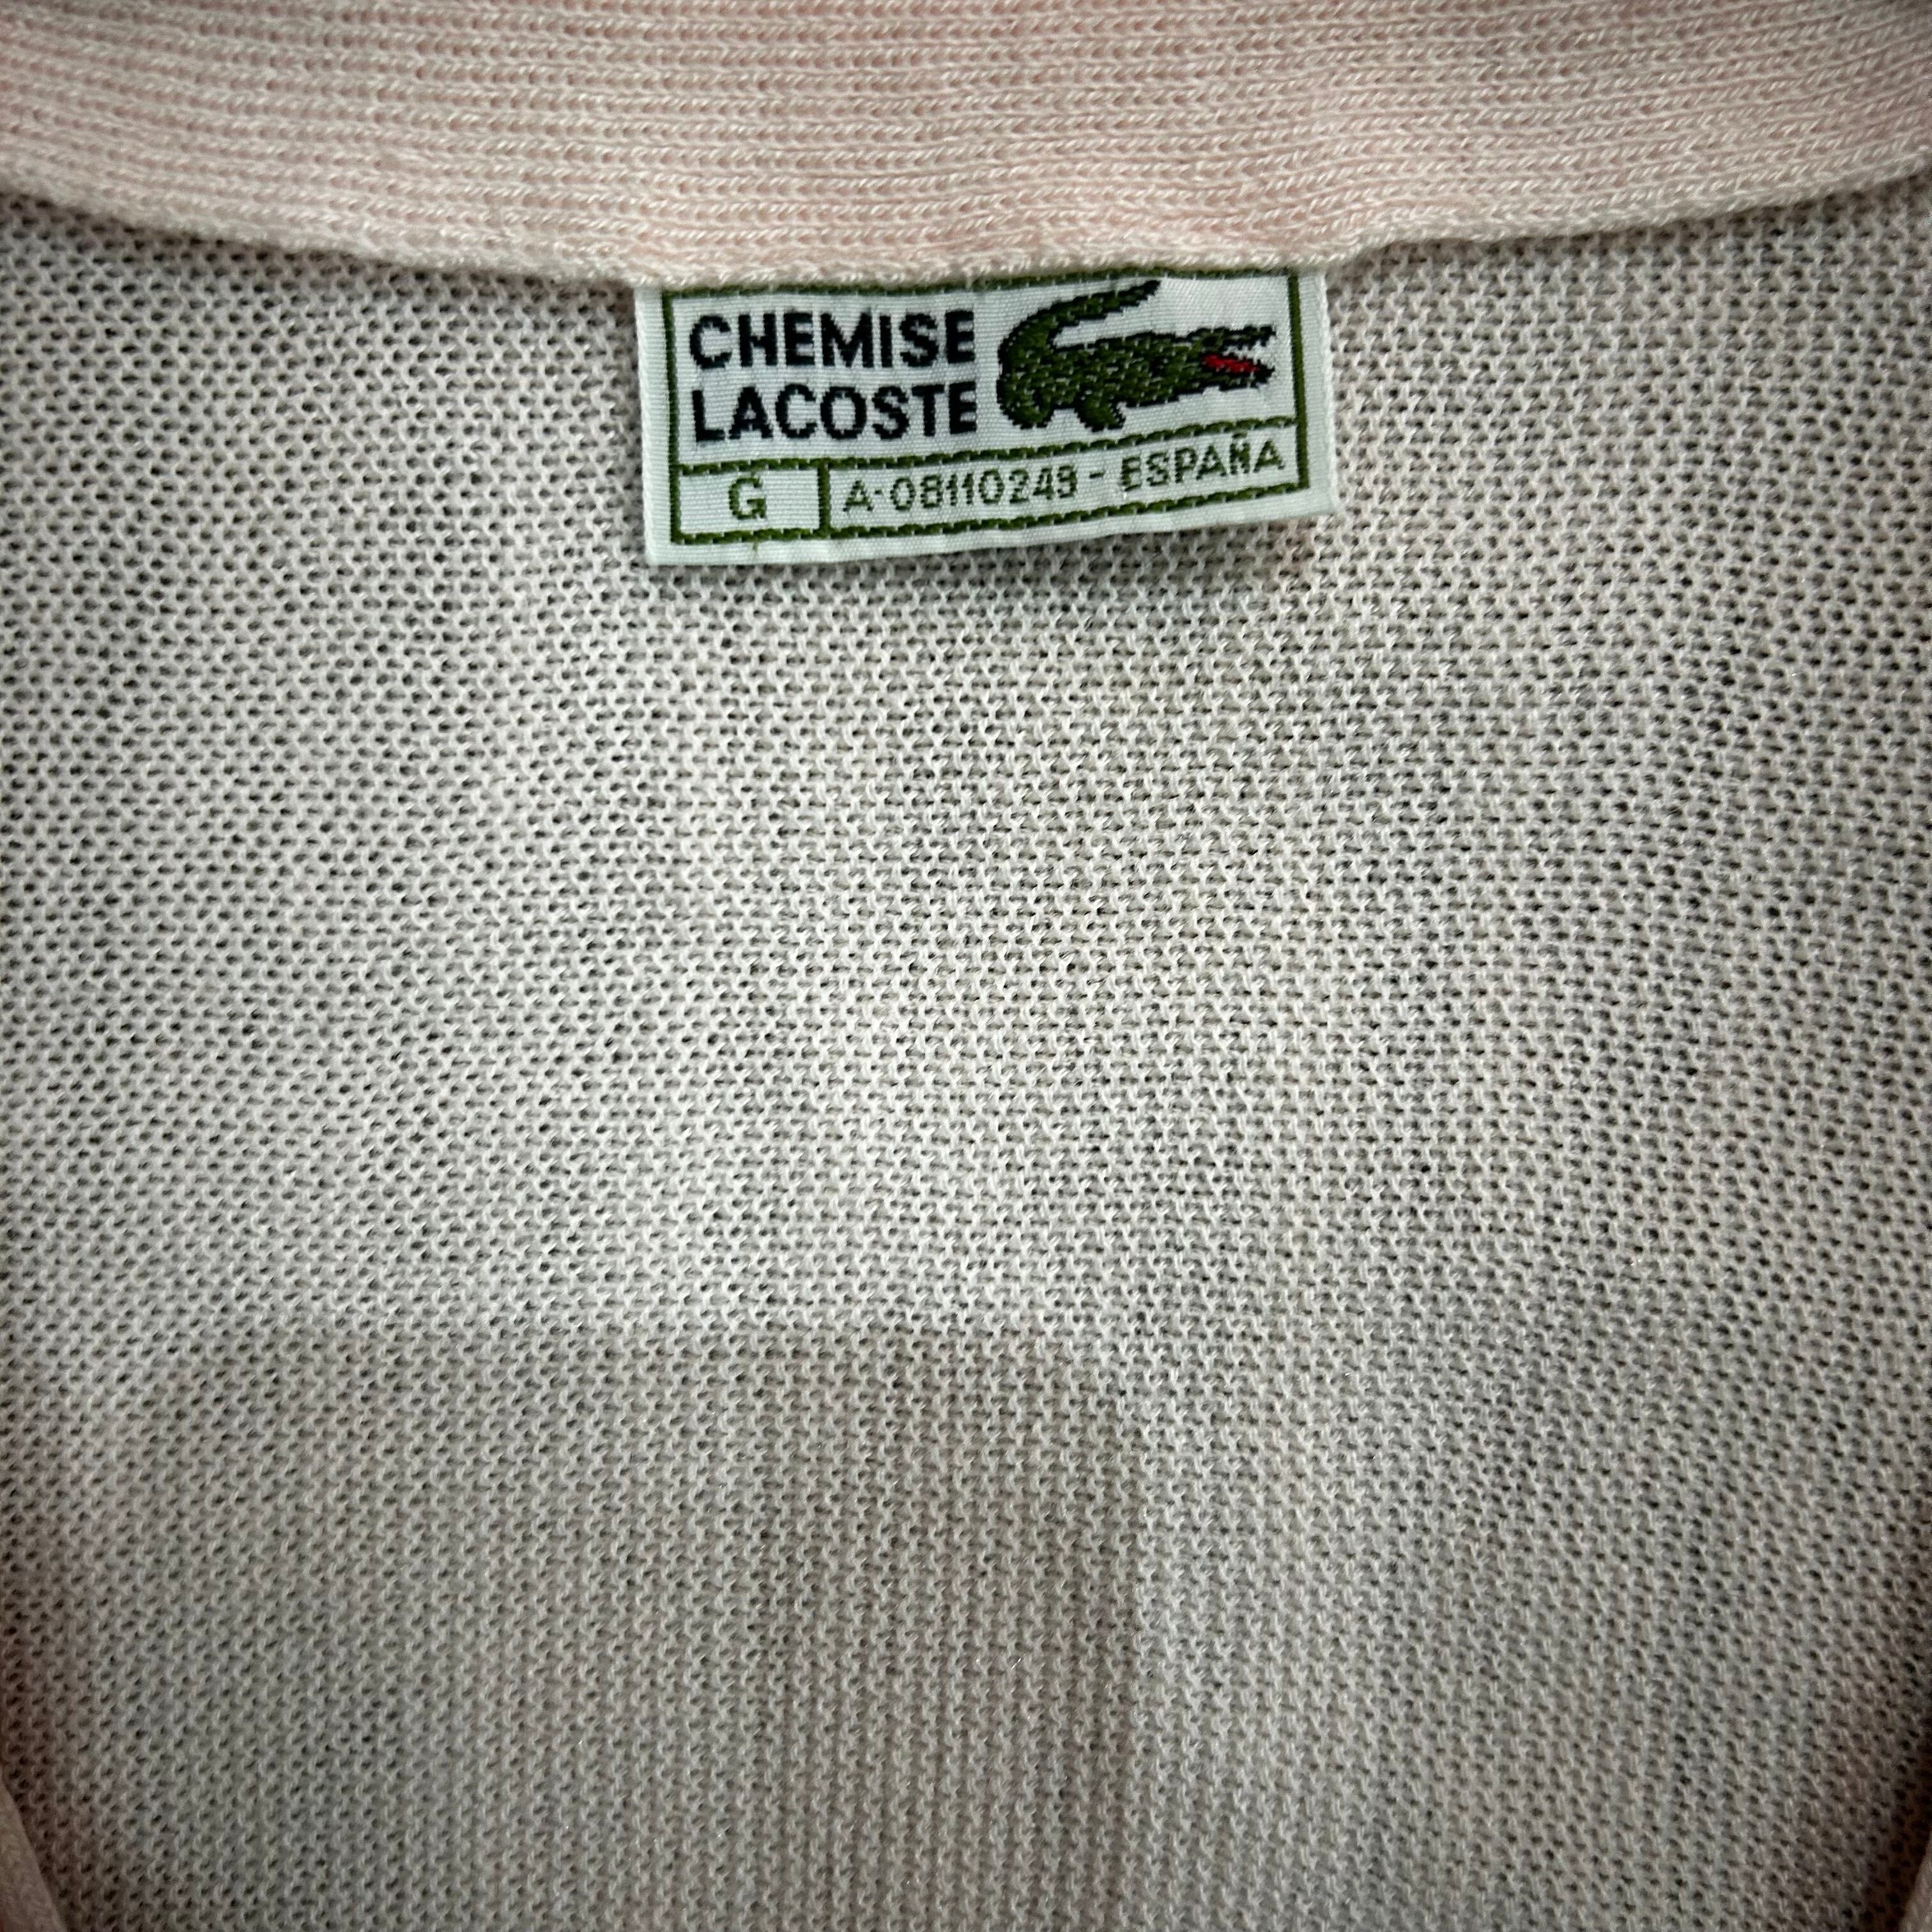 CHEMISE
LACOSTE
G A-08110249 - ESPAÑA